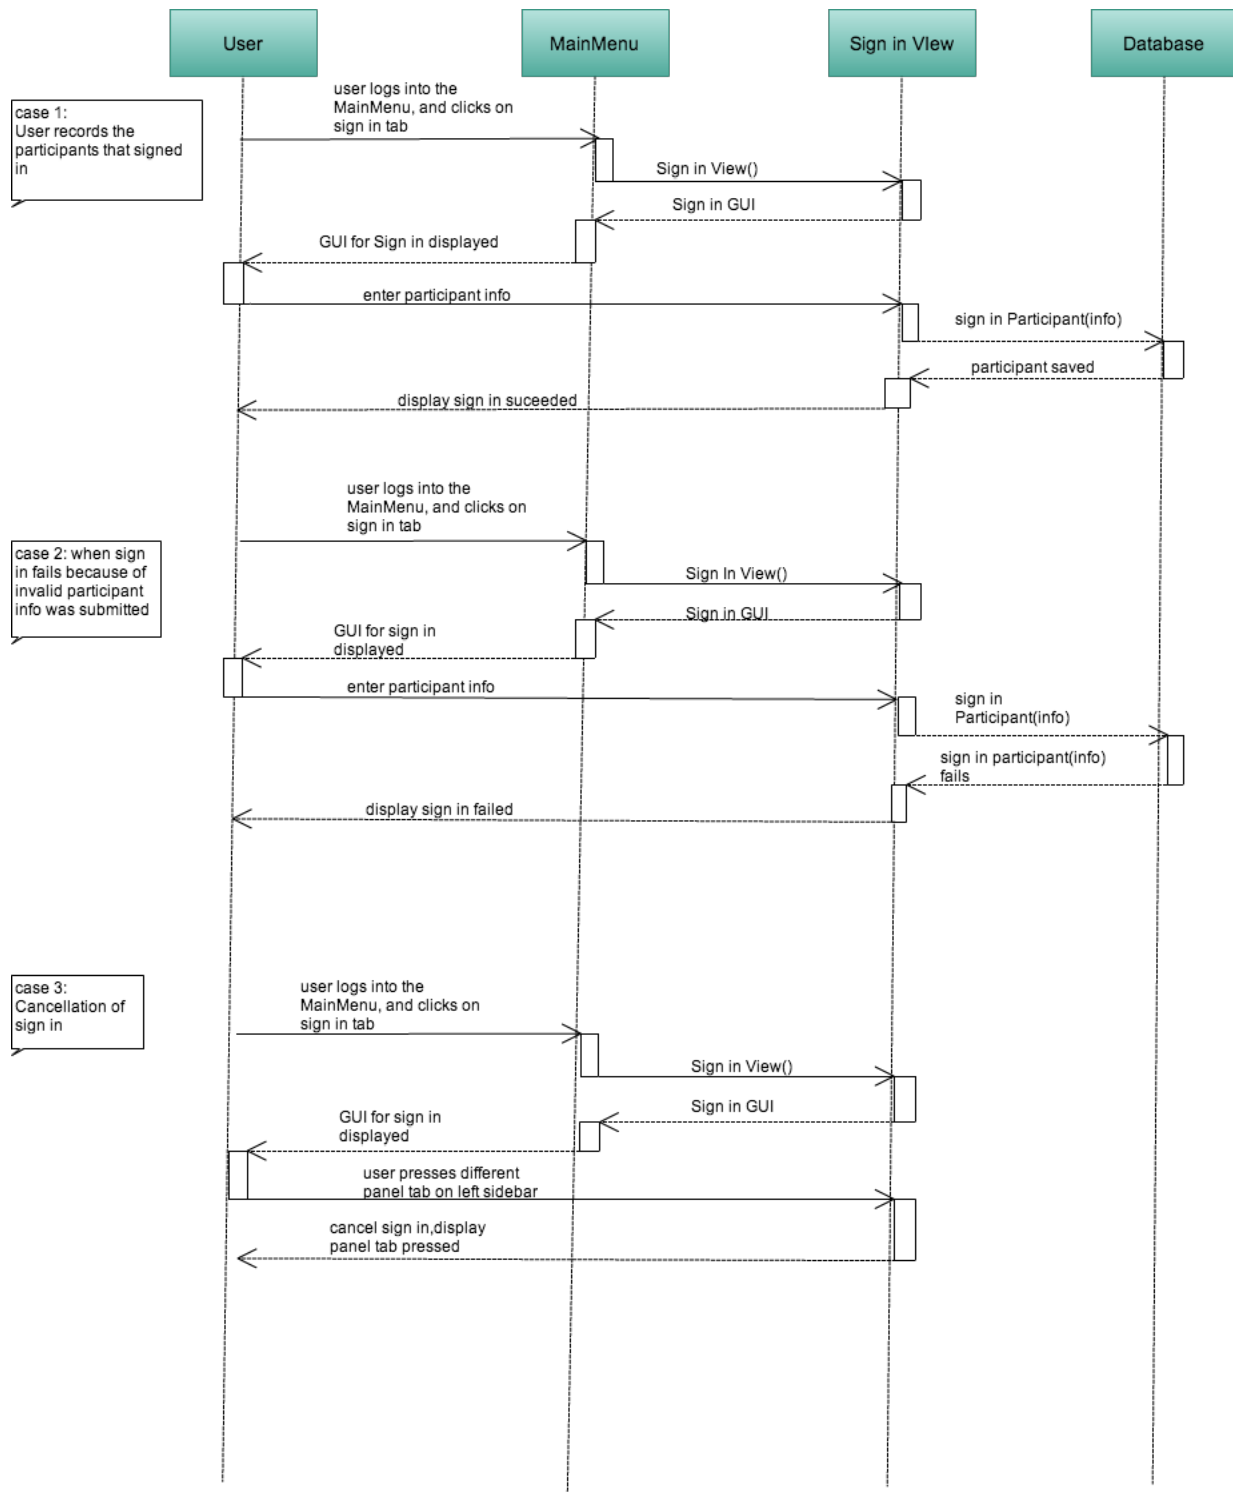 User
MainMenu
Sign in VIew
Database
case 1:
User records the
participants that signed
in
user logs into the
MainMenu, and clicks on
sign in tab
Sign in View()
Sign in GUI
GUI for Sign in displayed
enter participant info
sign in Participant(info)
participant saved
display sign in suceeded
user logs into the
MainMenu, and clicks on
sign in tab
case 2: when sign
in fails because of
invalid participant
info was submitted
Sign In View()
Sign in GUI
GUI for sign in
displayed
enter participant info
sign in
Participant(info)
sign in participant(info)
fails
display sign in failed
case 3:
Cancellation of
sign in
user logs into the
MainMenu, and clicks on
sign in tab
Sign in View()
Sign in GUI
GUI for sign in
displayed
user presses different
panel tab on left sidebar
cancel sign in,display
panel tab pressed